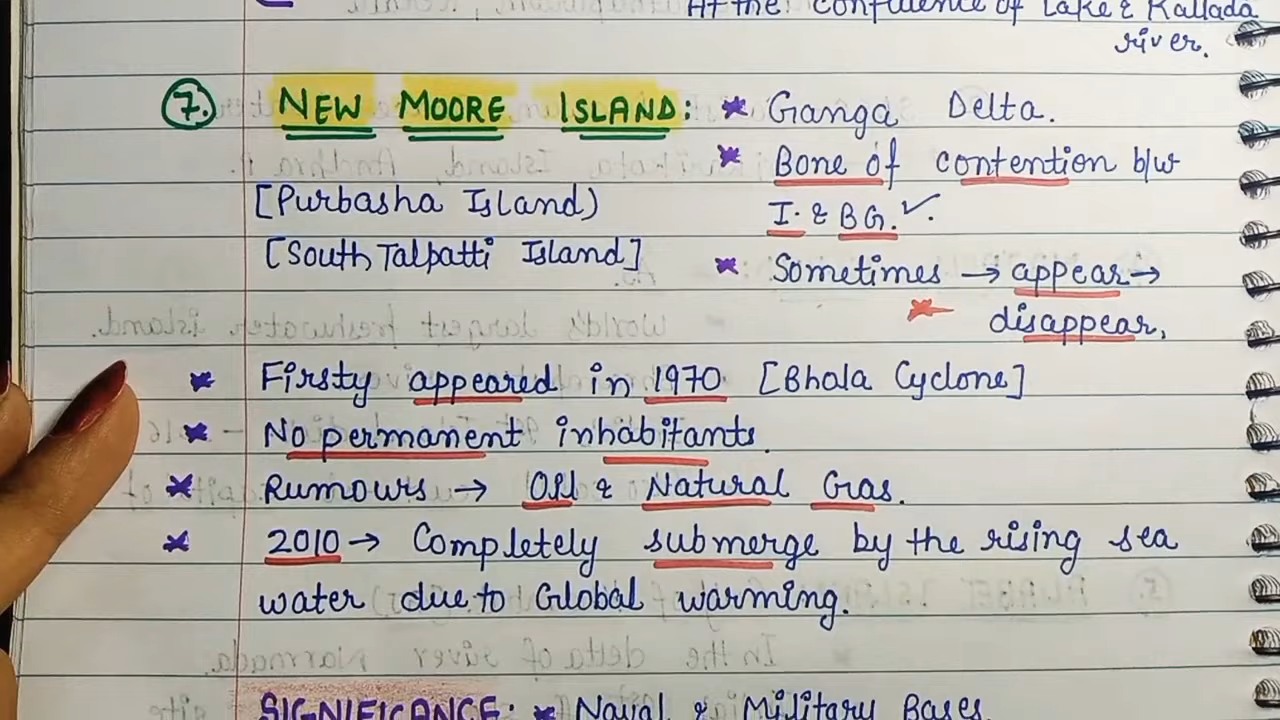 At the confluence of Lake & Kallada
river.
7. NEW MOORE ISLAND: * Ganga Delta.
* Bone of contention b/w
[Purbasha Island)
I. & BG. ✓.
[South Talpatti Island]
* Sometimes → appear →
* disappear,
* Firsty appeared in 1970 [Bhola Cyclone]
* No permanent inhabitants.
* Rumours → Oil & Natural Gas.
* 2010 → Completely submerge by the rising sea
water due to Global warming.
SIGNIFICANCE: * Naval & Military Bases